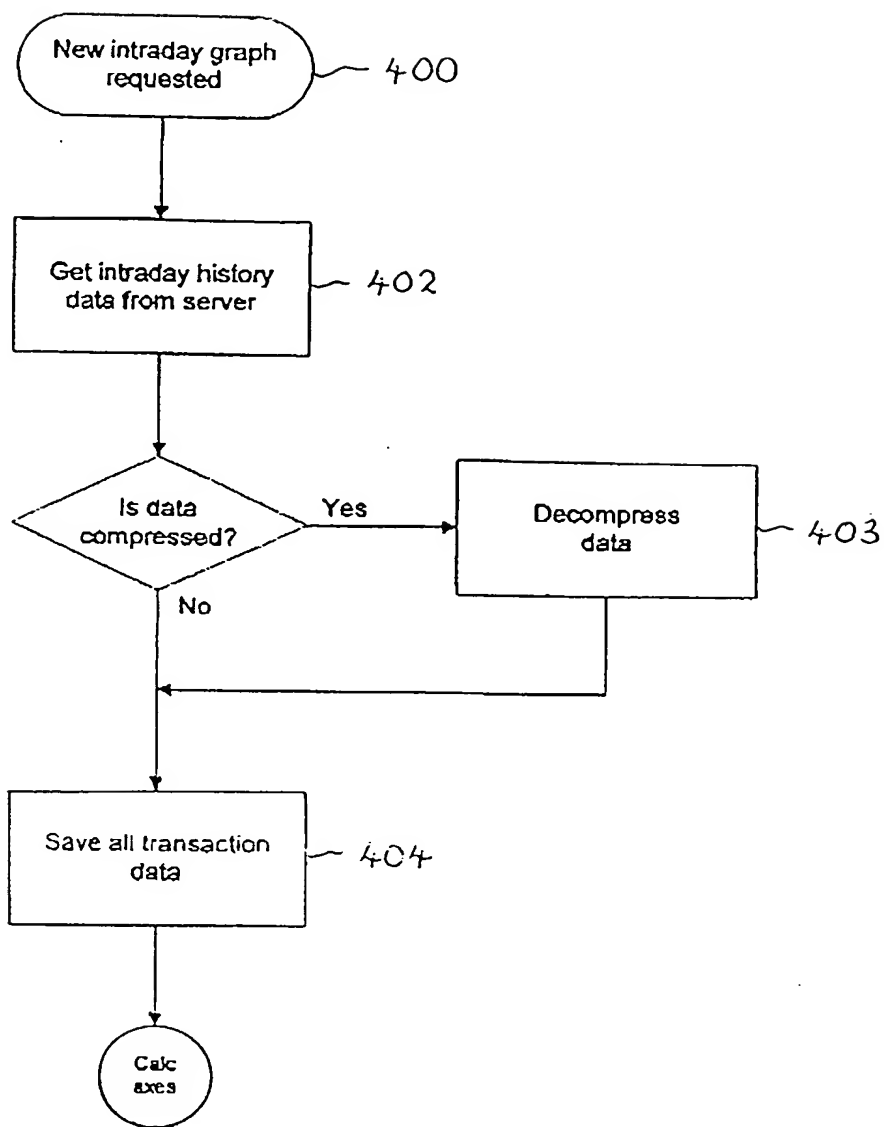 New intraday graph
requested
400
Get intraday history
data from server
402
Is data
compressed?
Yes
Decompress
data
403
No
Save all transaction
data
404
Calc
axes